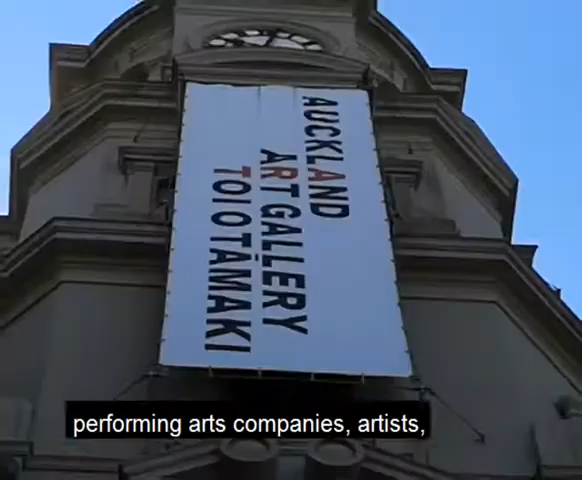 AUCKLAND
ART GALLERY
TOI O TĀMAKI
performing arts companies, artists,